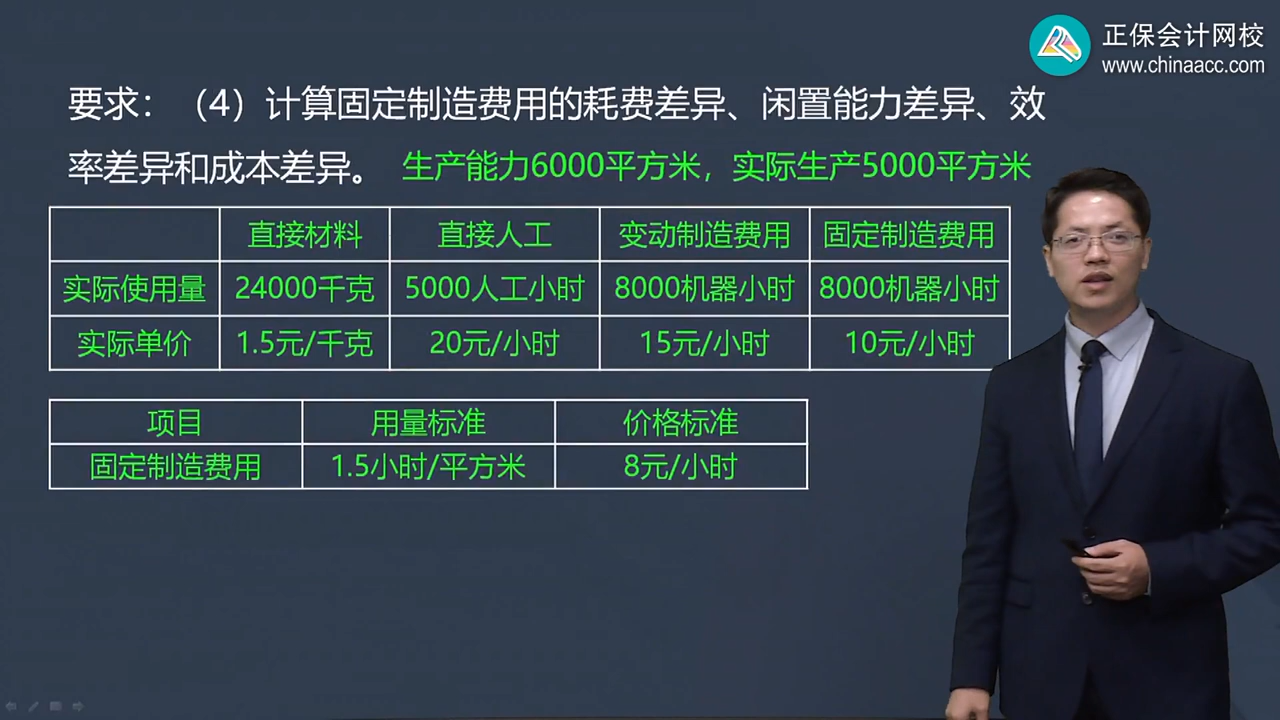 正保会计网校
www.chinaacc.com
要求：（4）计算固定制造费用的耗费差异、闲置能力差异、效
率差异和成本差异。 生产能力6000平方米，实际生产5000平方米
直接材料 直接人工 变动制造费用 固定制造费用
实际使用量 24000千克 5000人工小时 8000机器小时 8000机器小时
实际单价 1.5元/千克 20元/小时 15元/小时 10元/小时
项目 用量标准 价格标准
固定制造费用 1.5小时/平方米 8元/小时